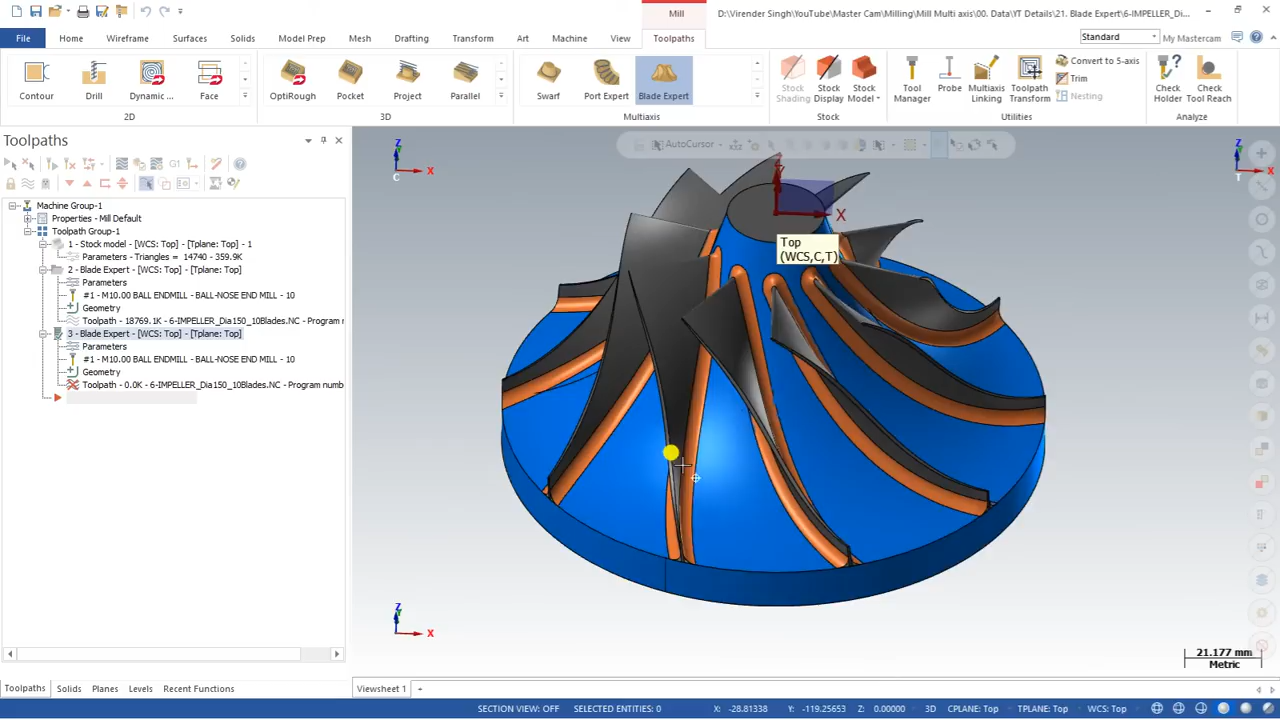 Mill
D:\Virender Singh\YouTube\Master Cam\Milling\Mill Multi axis\00. Data\YT Details\21. Blade Expert\6-IMPELLER_Di...
File
Home
Wireframe
Surfaces
Solids
Model Prep
Mesh
Drafting
Transform
Art
Machine
View
Toolpaths
Standard
My Mastercam
Contour
Drill
Dynamic ...
Face
OptiRough
Pocket
Project
Parallel
Swarf
Port Expert
Blade Expert
Stock Shading
Stock Display
Stock Model
Tool Manager
Probe
Multiaxis Linking
Toolpath Transform
Convert to 5-axis
Trim
Nesting
Check Holder
Check Tool Reach
2D
3D
Multiaxis
Stock
Utilities
Analyze
Toolpaths
G1
Machine Group-1
Properties - Mill Default
Toolpath Group-1
1 - Stock model - [WCS: Top] - [Tplane: Top] - 1
Parameters - Triangles = 14740 - 359.9K
2 - Blade Expert - [WCS: Top] - [Tplane: Top]
Parameters
#1 - M10.00 BALL ENDMILL - BALL-NOSE END MILL - 10
Geometry
Toolpath - 18769.1K - 6-IMPELLER_Dia150_10Blades.NC - Program r
3 - Blade Expert - [WCS: Top] - [Tplane: Top]
Parameters
#1 - M10.00 BALL ENDMILL - BALL-NOSE END MILL - 10
Geometry
Toolpath - 0.0K - 6-IMPELLER_Dia150_10Blades.NC - Program numb
AutoCursor
Z
X
C
Z
X
T
Y
X
Top
(WCS,C,T)
Z
X
21.177 mm
Metric
Toolpaths
Solids
Planes
Levels
Recent Functions
Viewsheet 1
+
SECTION VIEW: OFF
SELECTED ENTITIES: 0
X: -28.81338
Y: -119.25653
Z: 0.00000
3D
CPLANE: Top
TPLANE: Top
WCS: Top